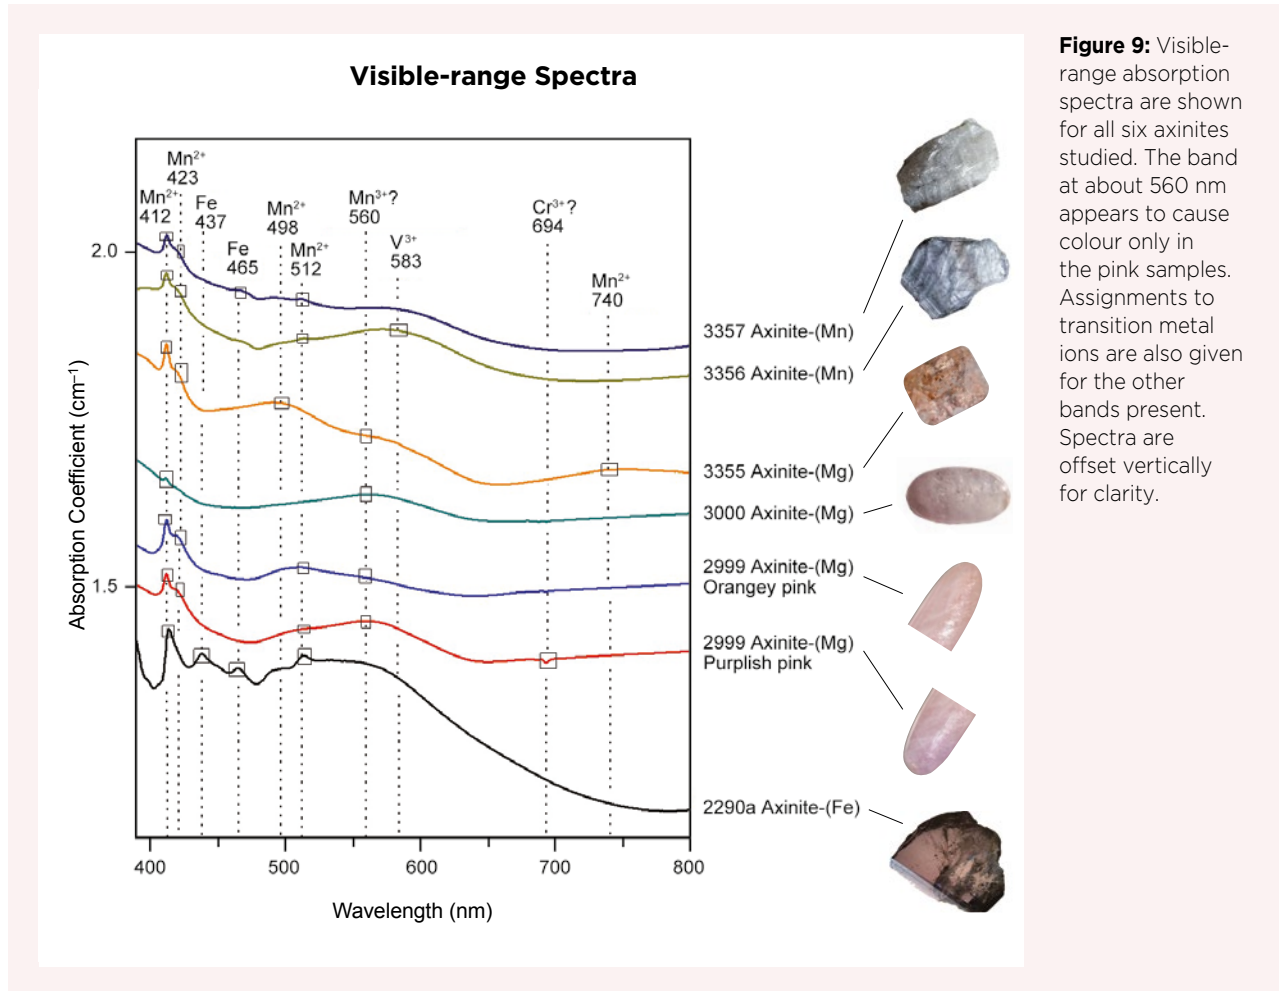 Visible-range Spectra
Absorption Coefficient (cm⁻¹)
2.0
1.5
Mn²⁺
423
Mn²⁺
412
Fe
437
Fe
465
Mn²⁺
498
Mn²⁺
512
Mn³⁺?
560
V³⁺
583
Cr³⁺?
694
Mn²⁺
740
3357 Axinite-(Mn)
3356 Axinite-(Mn)
3355 Axinite-(Mg)
3000 Axinite-(Mg)
2999 Axinite-(Mg)
Orangey pink
2999 Axinite-(Mg)
Purplish pink
2290a Axinite-(Fe)
400
500
600
700
800
Wavelength (nm)
Figure 9: Visible-
range absorption
spectra are shown
for all six axinites
studied. The band
at about 560 nm
appears to cause
colour only in
the pink samples.
Assignments to
transition metal
ions are also given
for the other
bands present.
Spectra are
offset vertically
for clarity.